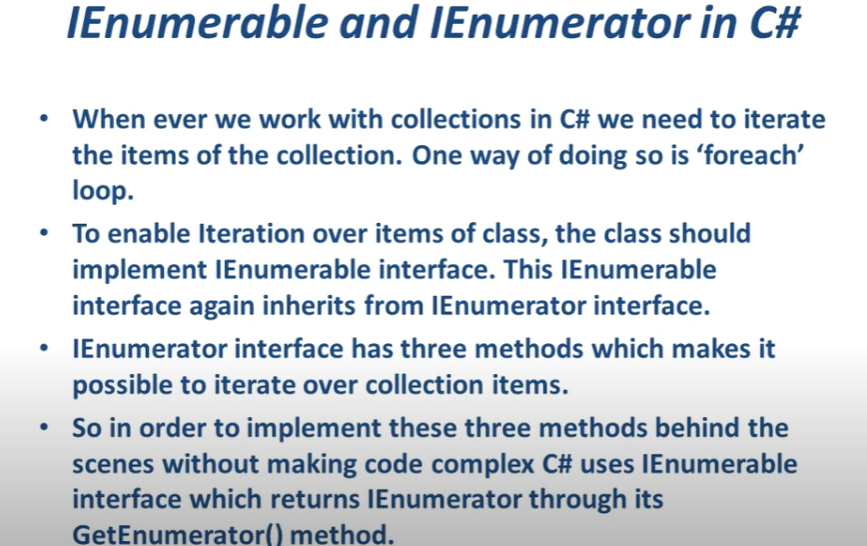 IEnumerable and IEnumerator in C#
• When ever we work with collections in C# we need to iterate
the items of the collection. One way of doing so is ‘foreach’
loop.
• To enable Iteration over items of class, the class should
implement IEnumerable interface. This IEnumerable
interface again inherits from IEnumerator interface.
• IEnumerator interface has three methods which makes it
possible to iterate over collection items.
• So in order to implement these three methods behind the
scenes without making code complex C# uses IEnumerable
interface which returns IEnumerator through its
GetEnumerator() method.